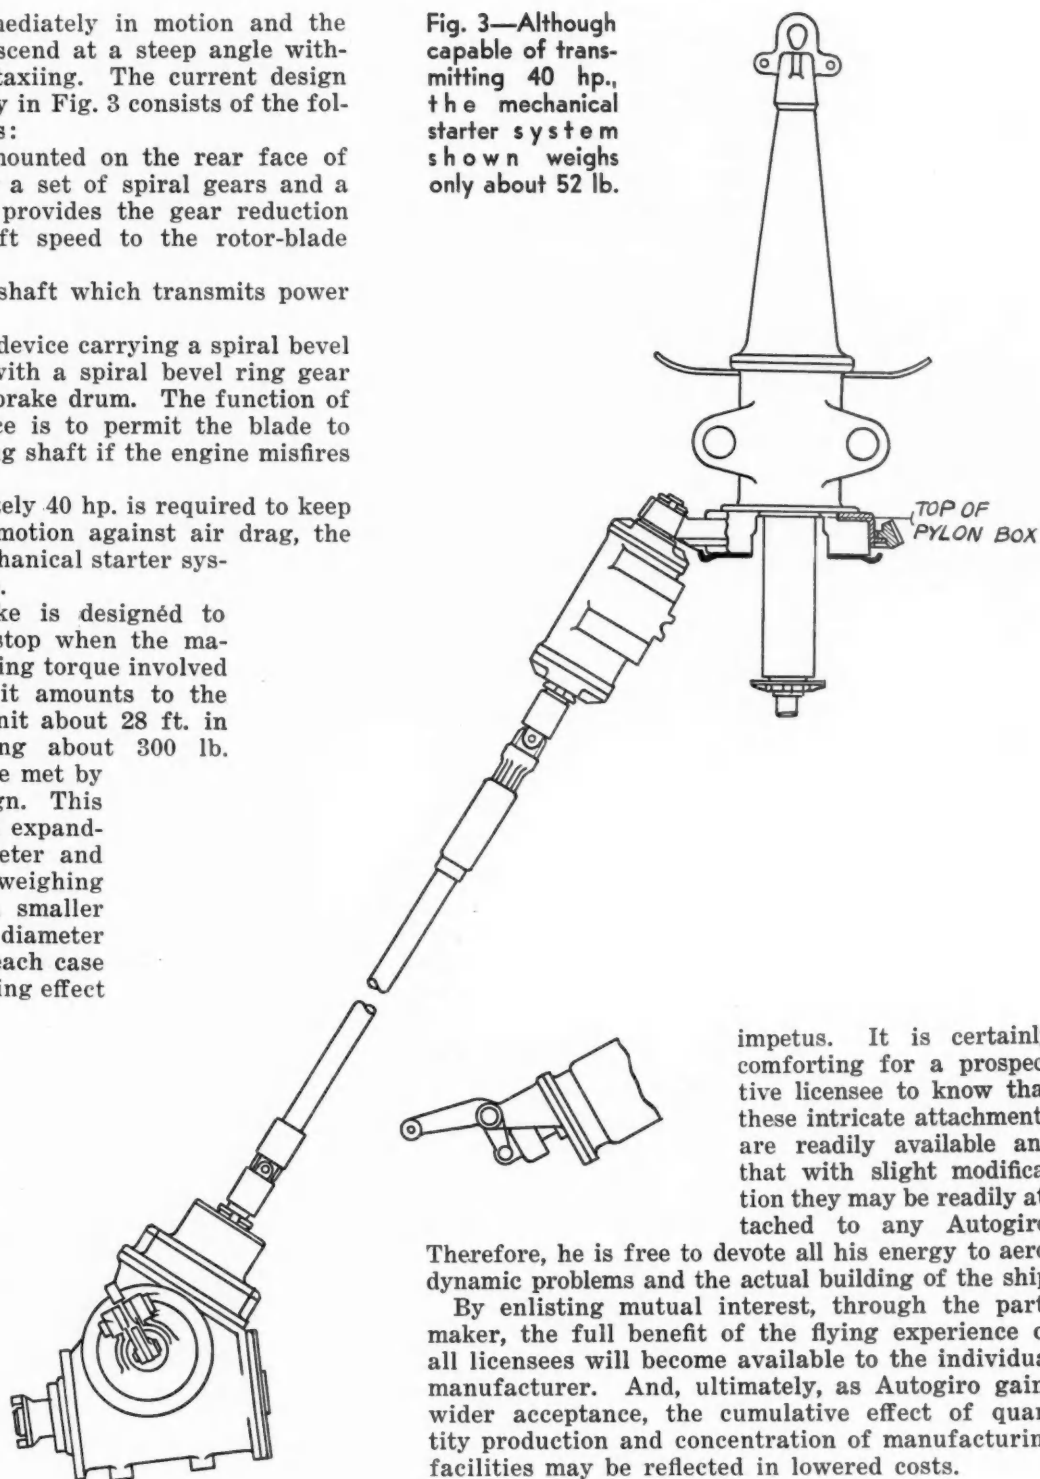 mediately in motion and the
scend at a steep angle with-
taxiing. The current design
y in Fig. 3 consists of the fol-
s:
mounted on the rear face of
a set of spiral gears and a
provides the gear reduction
ft speed to the rotor-blade
shaft which transmits power
device carrying a spiral bevel
with a spiral bevel ring gear
brake drum. The function of
ce is to permit the blade to
ng shaft if the engine misfires
tely 40 hp. is required to keep
motion against air drag, the
hanical starter sys-
.
ke is designed to
stop when the ma-
ing torque involved
it amounts to the
nit about 28 ft. in
ng about 300 lb.
e met by
gn. This
expand-
eter and
weighing
smaller
diameter
each case
ing effect
Fig. 3—Although
capable of trans-
mitting 40 hp.,
the mechanical
starter system
shown weighs
only about 52 lb.
TOP OF
PYLON BOX
impetus. It is certainl
comforting for a prospec
tive licensee to know tha
these intricate attachment
are readily available an
that with slight modifica
tion they may be readily at
tached to any Autogiro
Therefore, he is free to devote all his energy to aero
dynamic problems and the actual building of the ship
By enlisting mutual interest, through the part
maker, the full benefit of the flying experience o
all licensees will become available to the individua
manufacturer. And, ultimately, as Autogiro gain
wider acceptance, the cumulative effect of quan
tity production and concentration of manufacturin
facilities may be reflected in lowered costs.